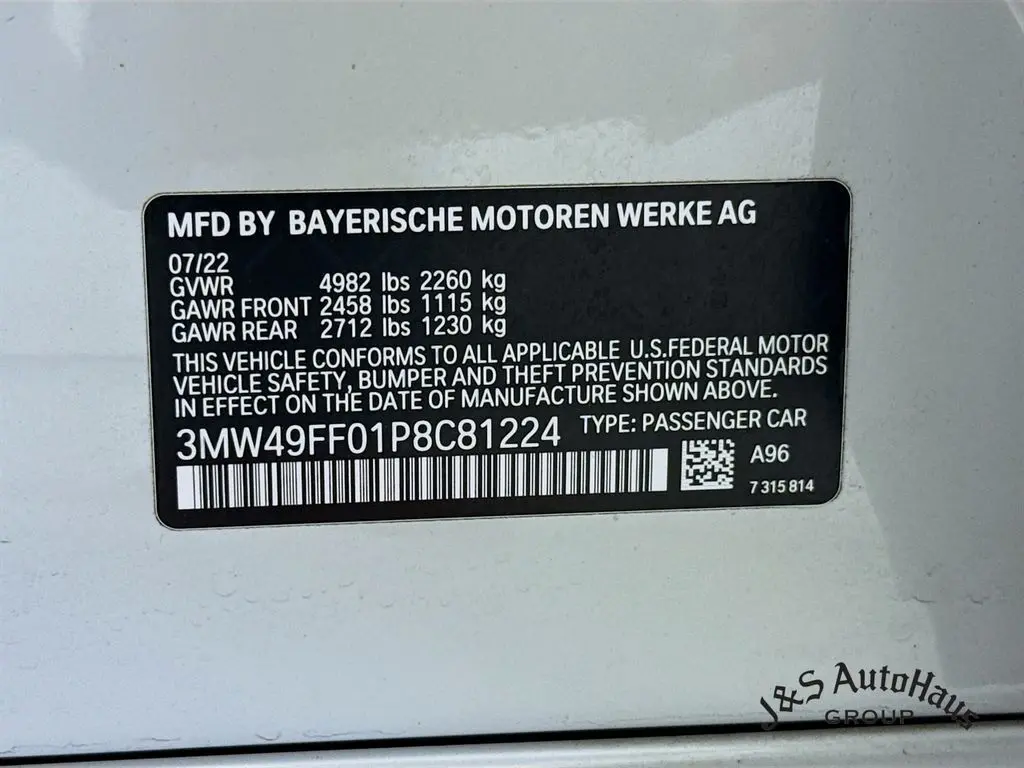 MFD BY BAYERISCHE MOTOREN WERKE AG
07/22
GVWR 4982 lbs 2260 kg
GAWR FRONT 2458 lbs 1115 kg
GAWR REAR 2712 lbs 1230 kg
THIS VEHICLE CONFORMS TO ALL APPLICABLE U.S.FEDERAL MOTOR
VEHICLE SAFETY, BUMPER AND THEFT PREVENTION STANDARDS
IN EFFECT ON THE DATE OF MANUFACTURE SHOWN ABOVE.
3MW49FF01P8C81224 TYPE: PASSENGER CAR
A96
7 315 814
J&S AutoHaus
GROUP